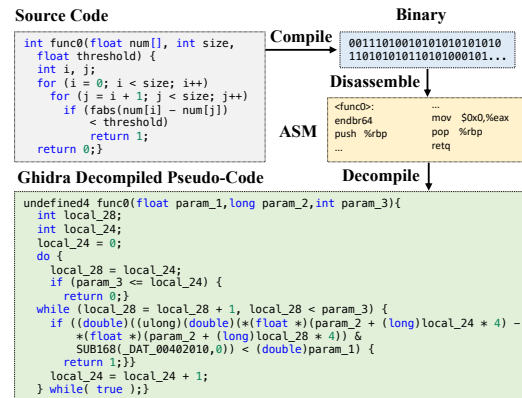 Source Code
int func0(float num[], int size,
float threshold) {
int i, j;
for (i = 0; i < size; i++)
for (j = i + 1; j < size; j++)
if (fabs(num[i] - num[j])
< threshold)
return 1;
return 0;}
Compile
Binary
00111010010101010101010
11010101011010100010 1...
Disassemble
ASM
<func0>:
endbr64
push %rbp
...
...
mov $0x0,%eax
pop %rbp
retq
Decompile
Ghidra Decompiled Pseudo-Code
undefined4 func0(float param_1,long param_2,int param_3){
int local_28;
int local_24;
local_24 = 0;
do {
local_28 = local_24;
if (param_3 <= local_24) {
return 0;}
while (local_28 = local_28 + 1, local_28 < param_3) {
if ((double)((ulong)(double)(*(float *)(param_2 + (long)local_24 * 4) -
*(float *)(param_2 + (long)local_28 * 4)) &
SUB168(_DAT_00402010,0)) < (double)param_1) {
return 1;}}
local_24 = local_24 + 1;
} while( true );}